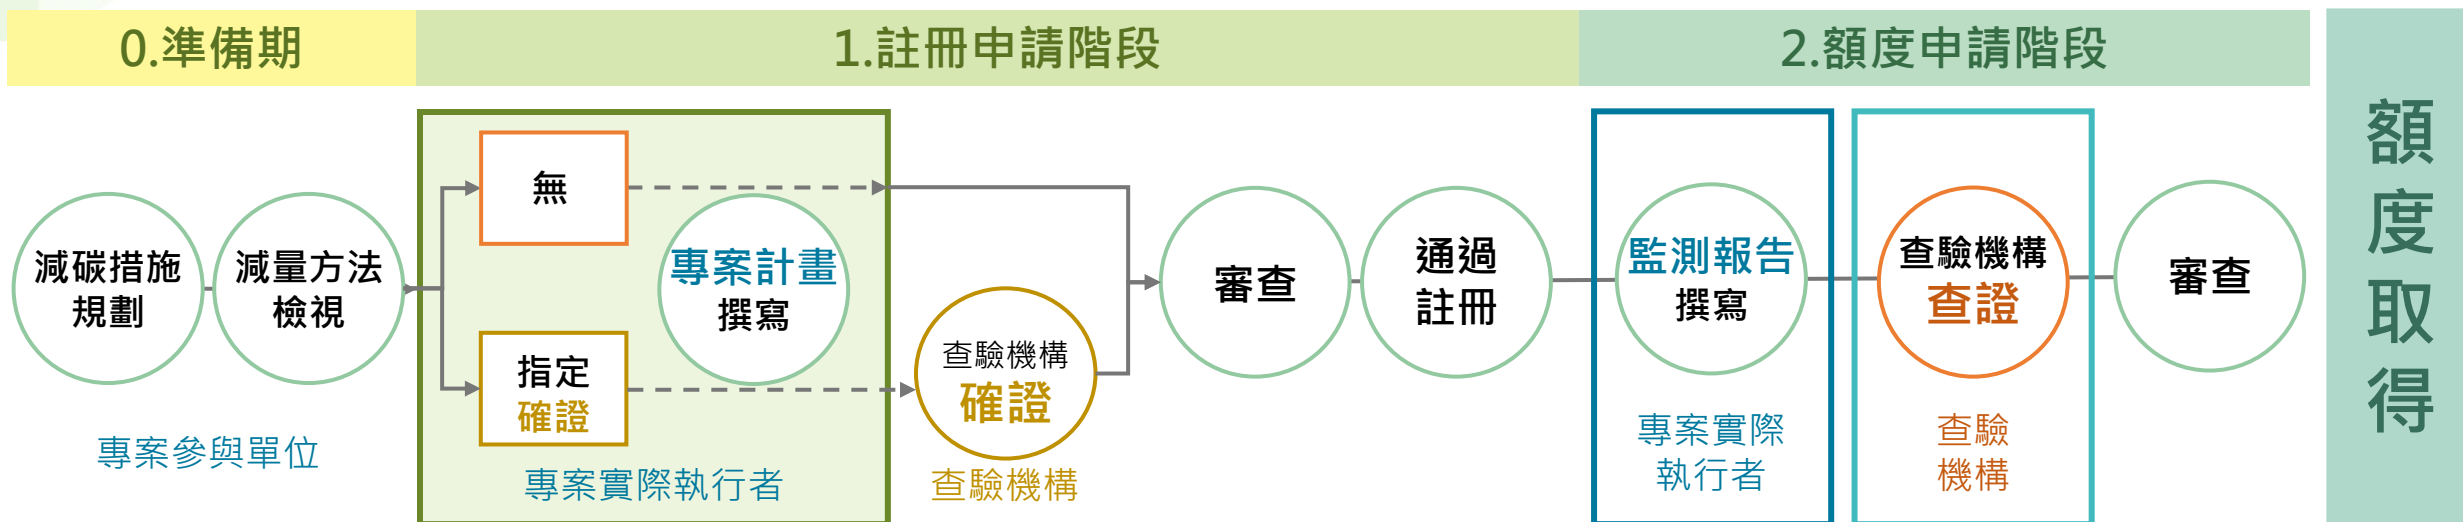 0.準備期
1.註冊申請階段
2.額度申請階段
額度取得
減碳措施
規劃
減量方法
檢視
專案參與單位
無
指定
確證
專案計畫
撰寫
專案實際執行者
查驗機構
確證
查驗機構
審查
通過
註冊
監測報告
撰寫
專案實際
執行者
查驗機構
查證
查驗
機構
審查